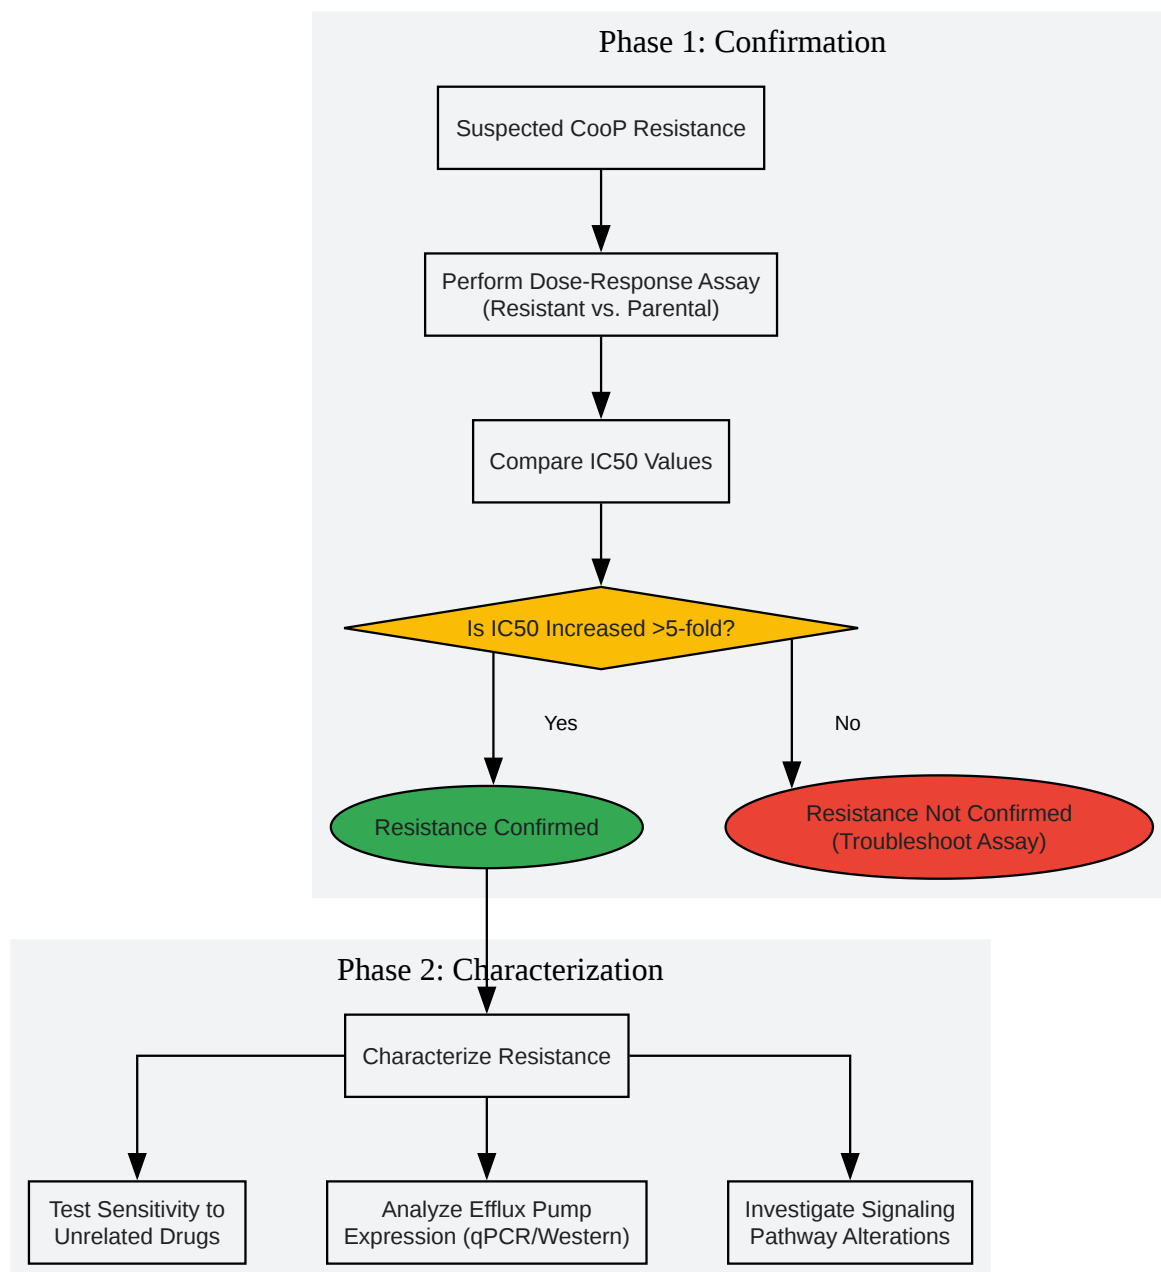 Phase 1: Confirmation
Suspected CooP Resistance
Perform Dose-Response Assay
(Resistant vs. Parental)
Compare IC50 Values
Is IC50 Increased >5-fold?
Yes
No
Resistance Confirmed
Resistance Not Confirmed
(Troubleshoot Assay)
Phase 2: Characterization
Characterize Resistance
Test Sensitivity to
Unrelated Drugs
Analyze Efflux Pump
Expression (qPCR/Western)
Investigate Signaling
Pathway Alterations